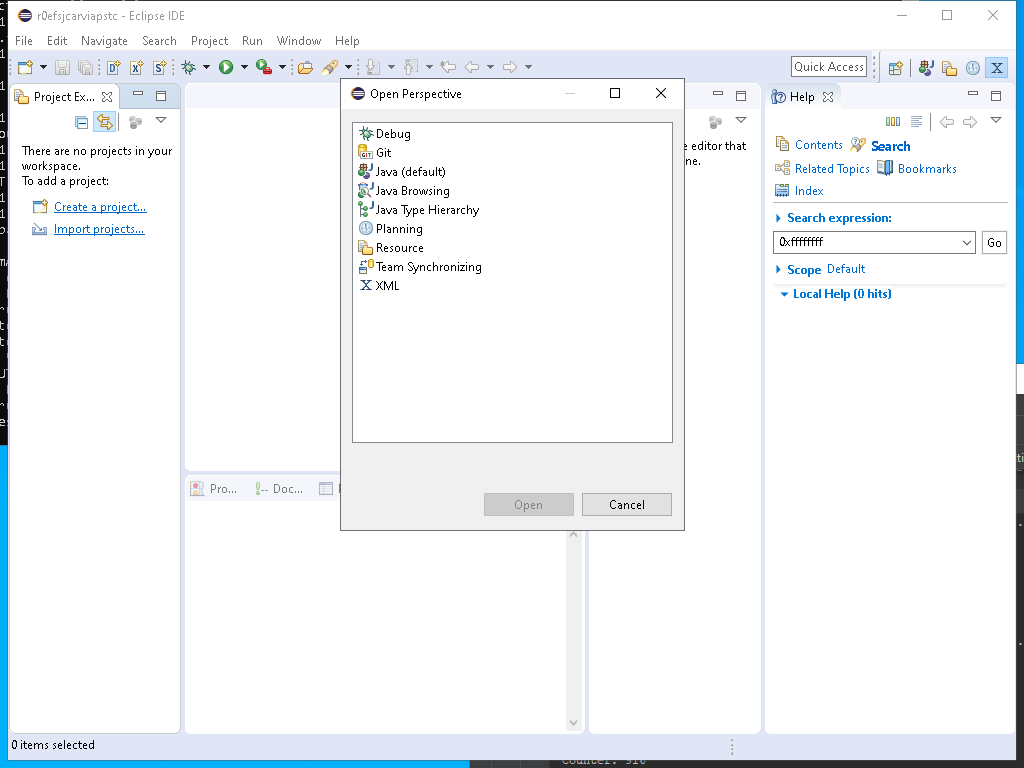 r0efsjcarviapstc - Eclipse IDE
File Edit Navigate Search Project Run Window Help
Quick Access
Project Ex...
Open Perspective
Help
There are no projects in your
workspace.
To add a project:
Create a project...
Import projects...
Debug
Git
Java (default)
Java Browsing
Java Type Hierarchy
Planning
Resource
Team Synchronizing
XML
Open
Cancel
editor that
ne.
Contents
Search
Related Topics
Bookmarks
Index
Search expression:
0xffffffff
Go
Scope Default
Local Help (0 hits)
Pro...
Doc...
0 items selected